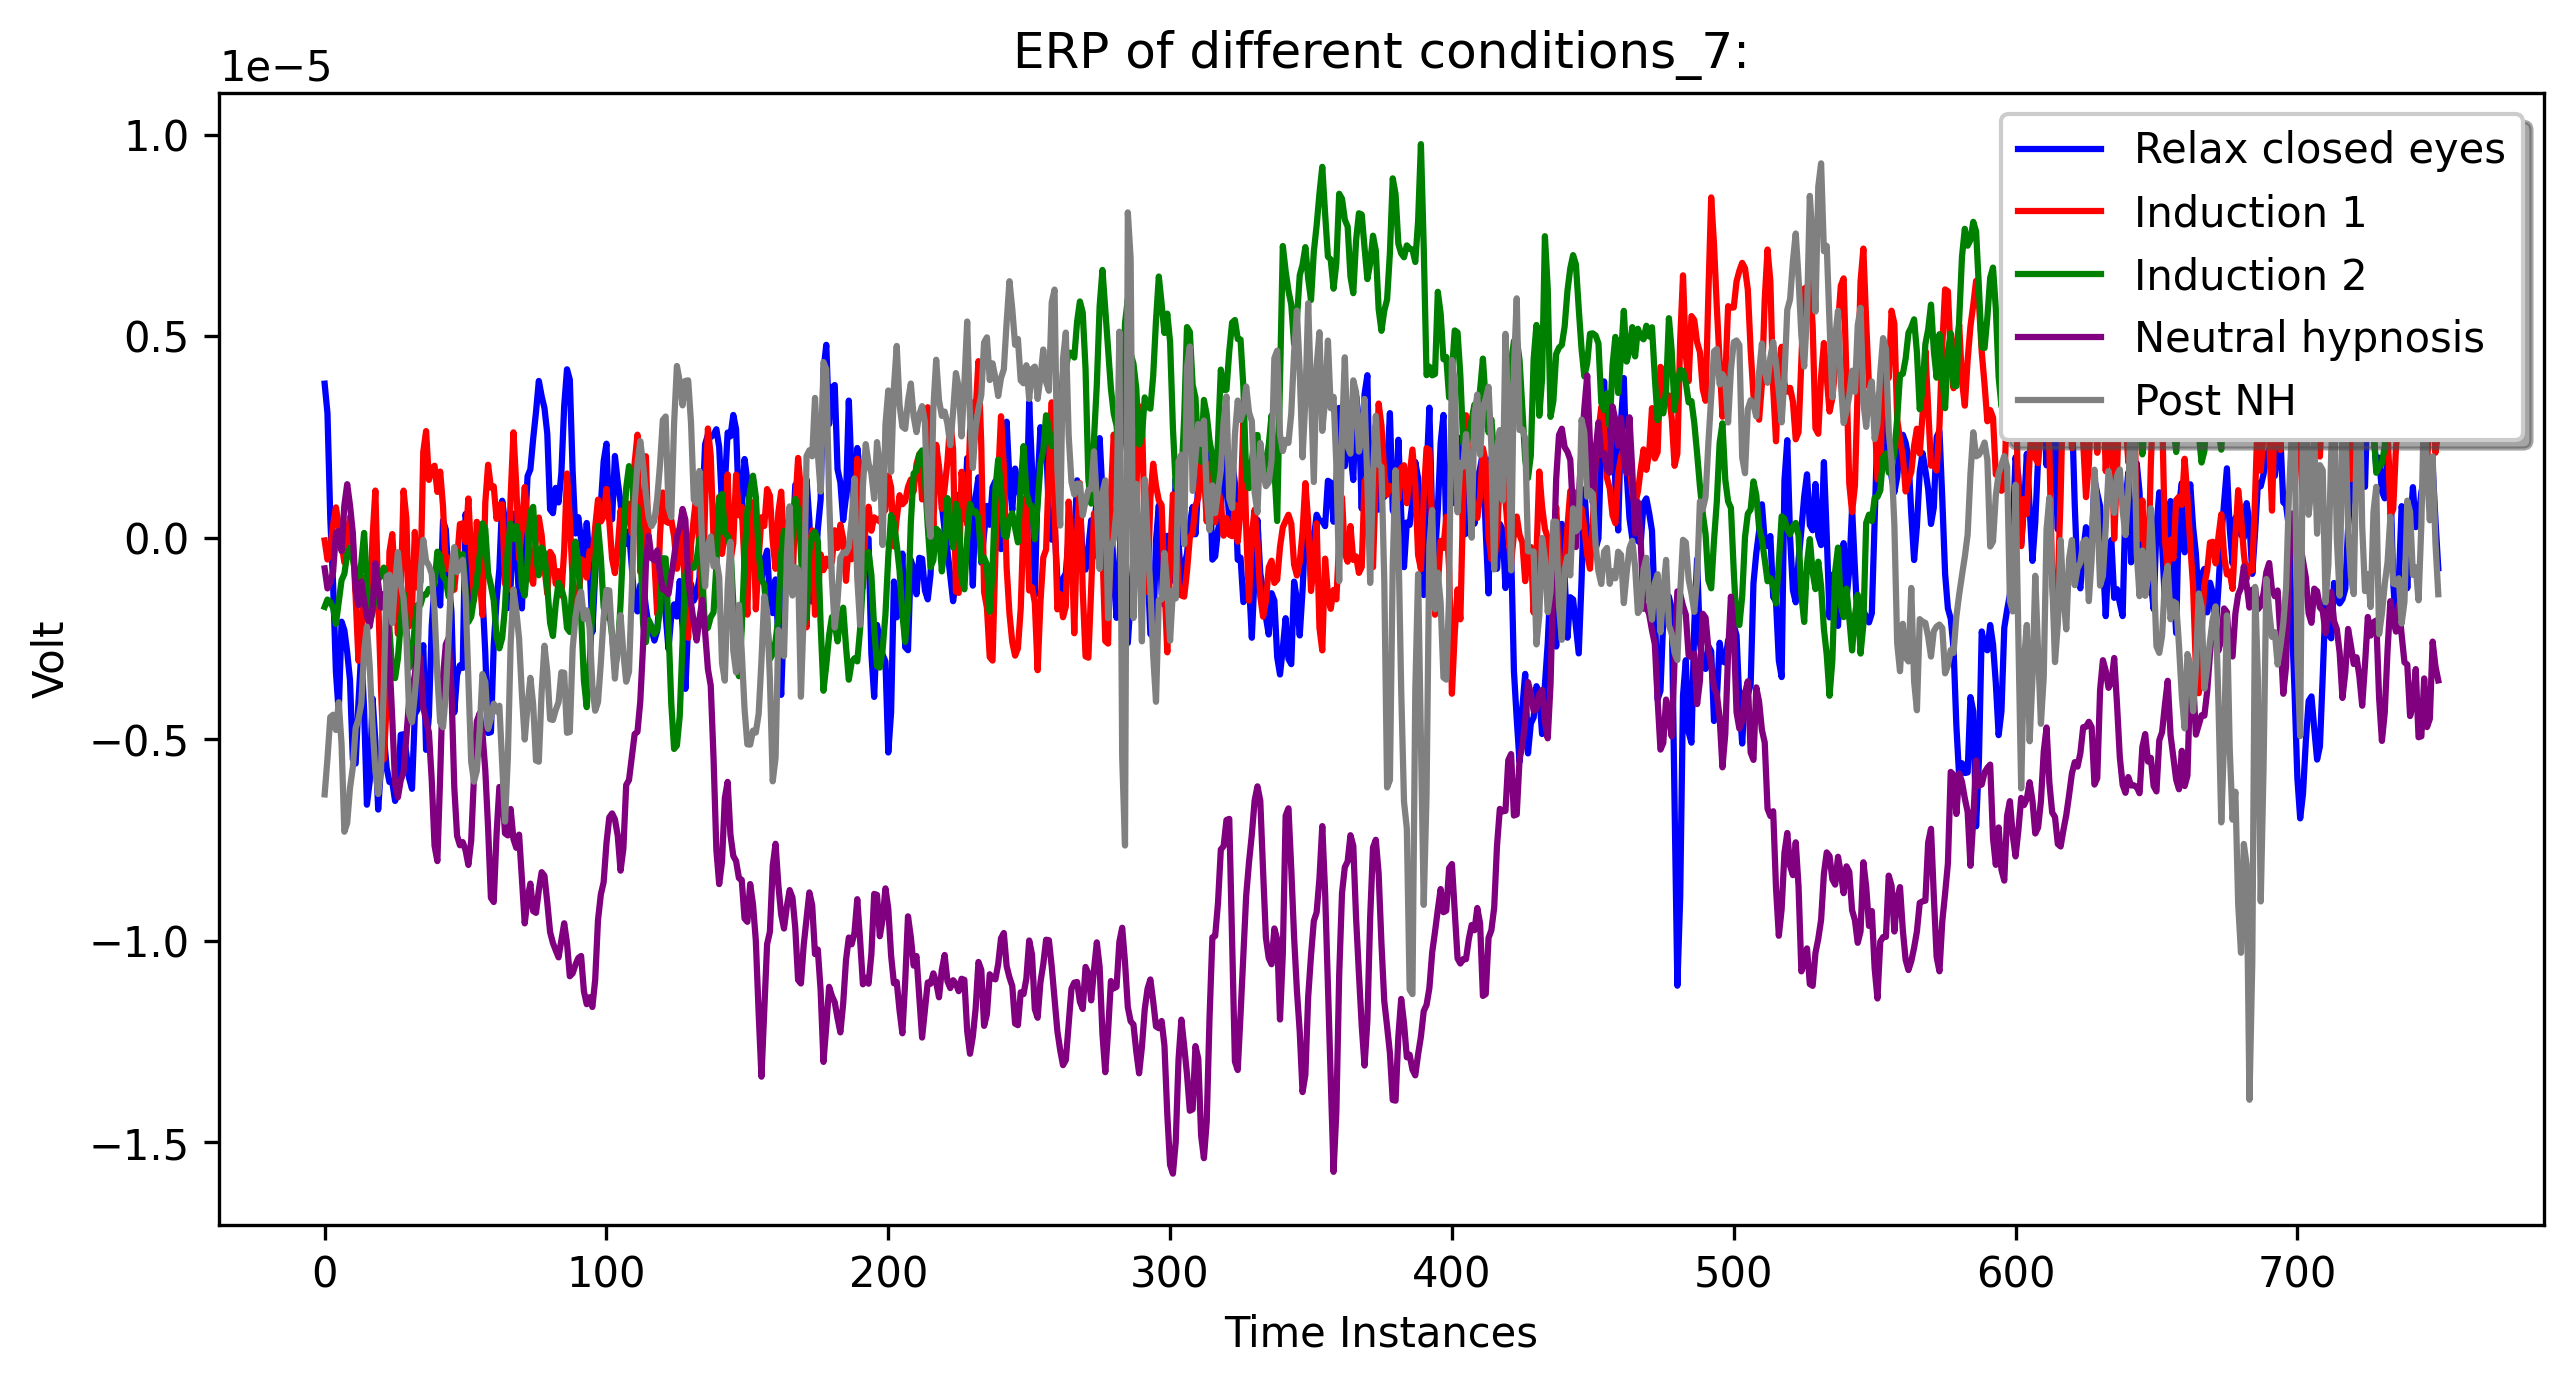 ERP of different conditions_7:
1e−5
1.0
0.5
0.0
−0.5
−1.0
−1.5
Volt
Relax closed eyes
Induction 1
Induction 2
Neutral hypnosis
Post NH
0 100 200 300 400 500 600 700
Time Instances